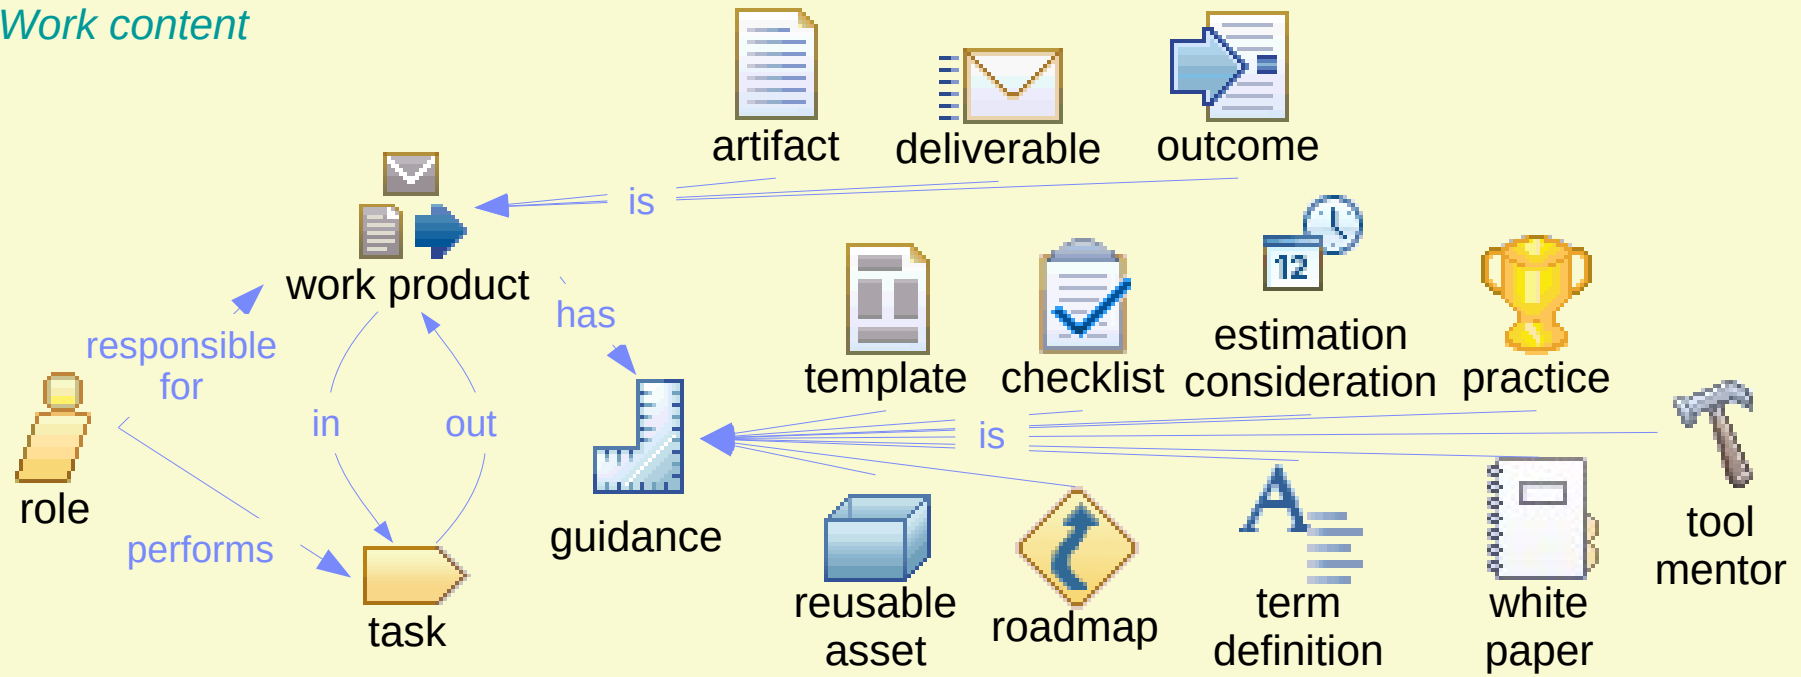 Work content
artifact
deliverable
outcome
is
work product
has
responsible
for
in
out
role
performs
task
guidance
12
template
checklist
estimation
consideration
practice
is
tool
mentor
reusable
asset
roadmap
A
term
definition
white
paper